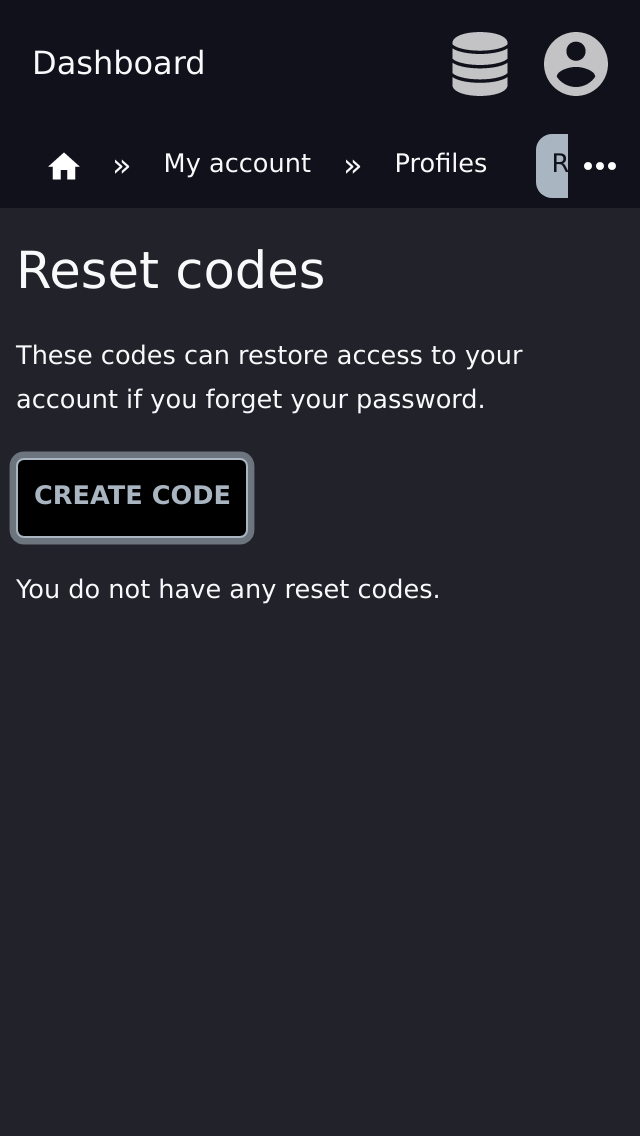 Dashboard
» My account » Profiles
Reset codes
These codes can restore access to your
account if you forget your password.
CREATE CODE
You do not have any reset codes.